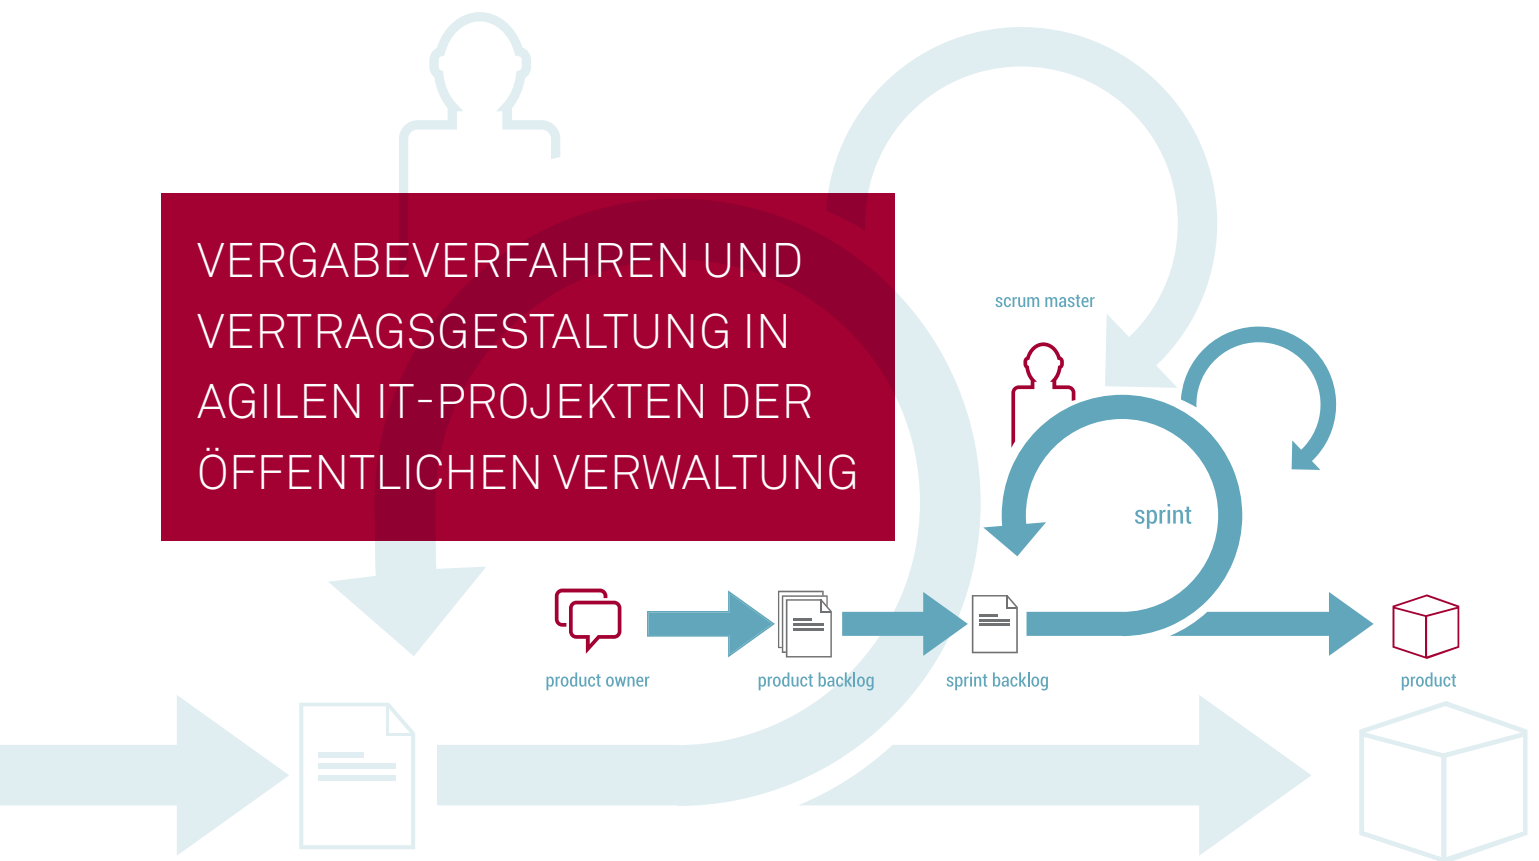 VERGABEVERFAHREN UND
VERTRAGSGESTALTUNG IN
AGILEN IT-PROJEKTEN DER
ÖFFENTLICHEN VERWALTUNG
scrum master
sprint
product owner
product backlog
sprint backlog
product